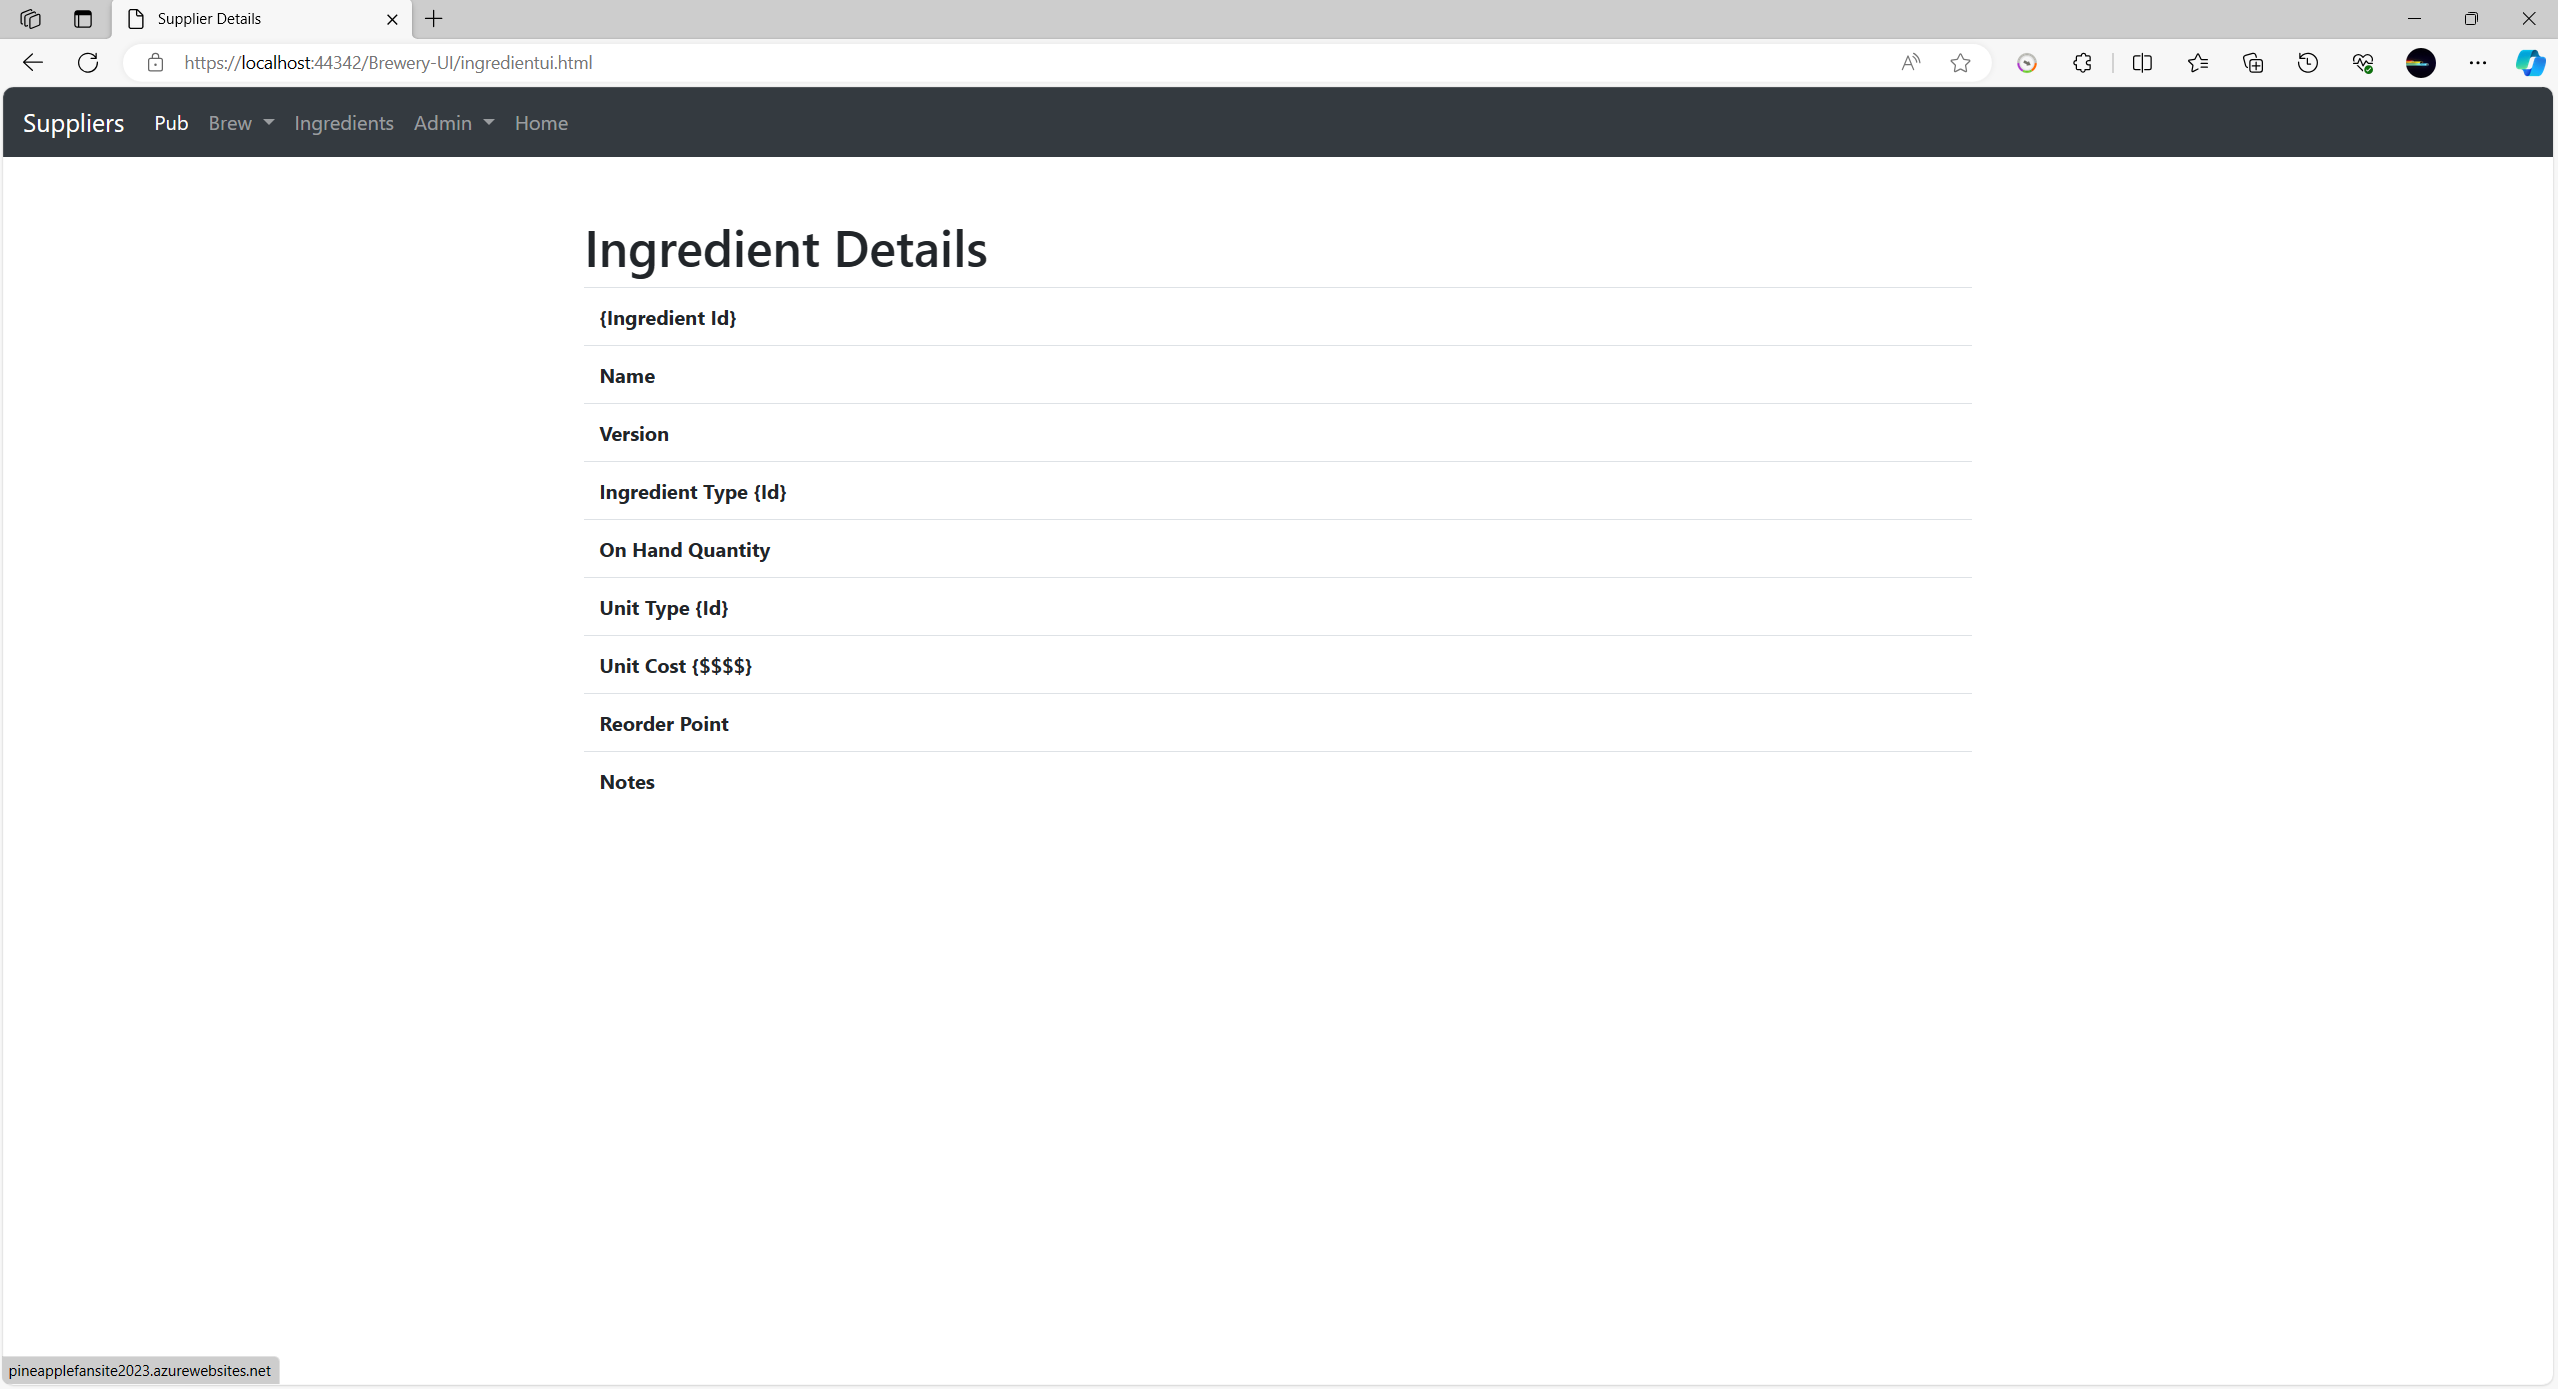 Supplier Details
https://localhost:44342/Brewery-UI/ingredientui.html
Suppliers Pub Brew Ingredients Admin Home
Ingredient Details
{Ingredient Id}
Name
Version
Ingredient Type {Id}
On Hand Quantity
Unit Type {Id}
Unit Cost {$$$$}
Reorder Point
Notes
pineapplefansite2023.azurewebsites.net